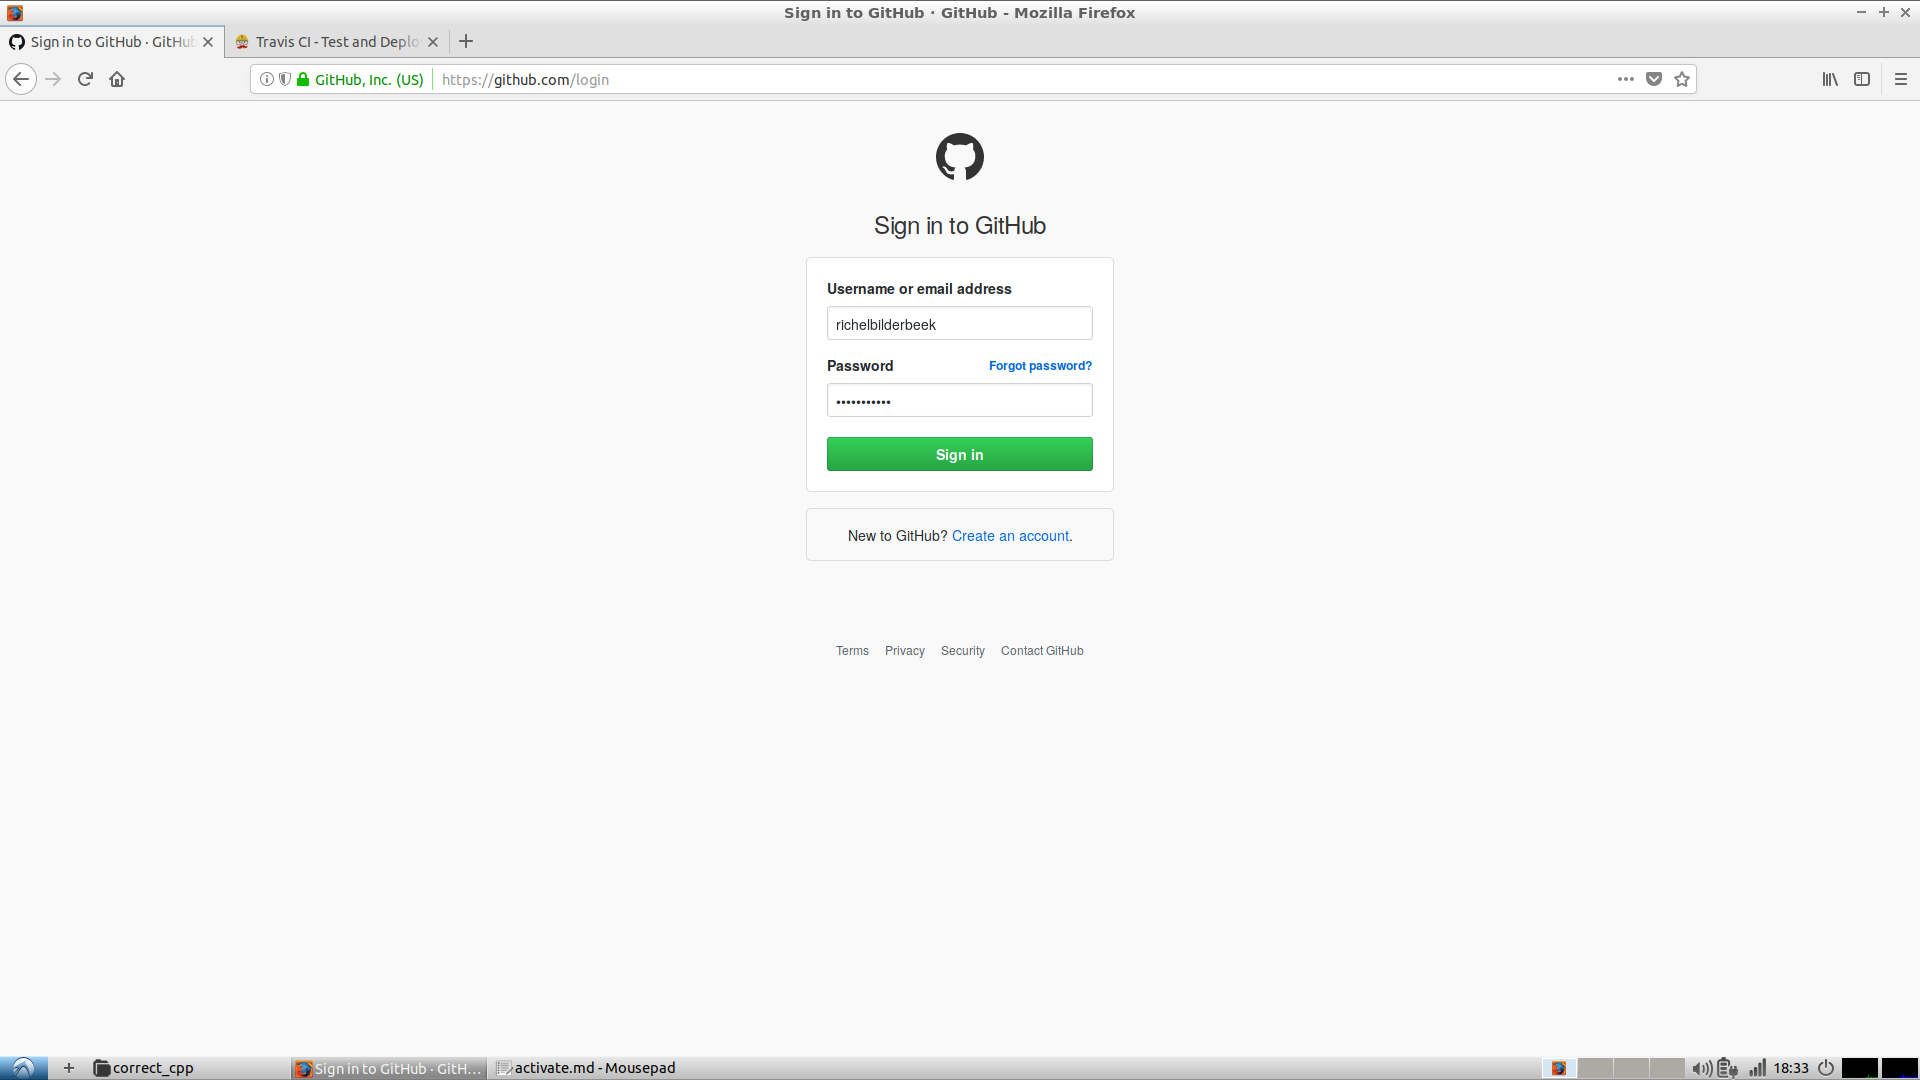 Sign in to GitHub · GitHub - Mozilla Firefox
Sign in to GitHub · GitHub
Travis CI - Test and Deplo
GitHub, Inc. (US)
https://github.com/login
Sign in to GitHub
Username or email address
richelbilderbeek
Password
Forgot password?
•••••••••••
Sign in
New to GitHub? Create an account.
Terms
Privacy
Security
Contact GitHub
correct_cpp
Sign in to GitHub · GitH...
activate.md - Mousepad
18:33